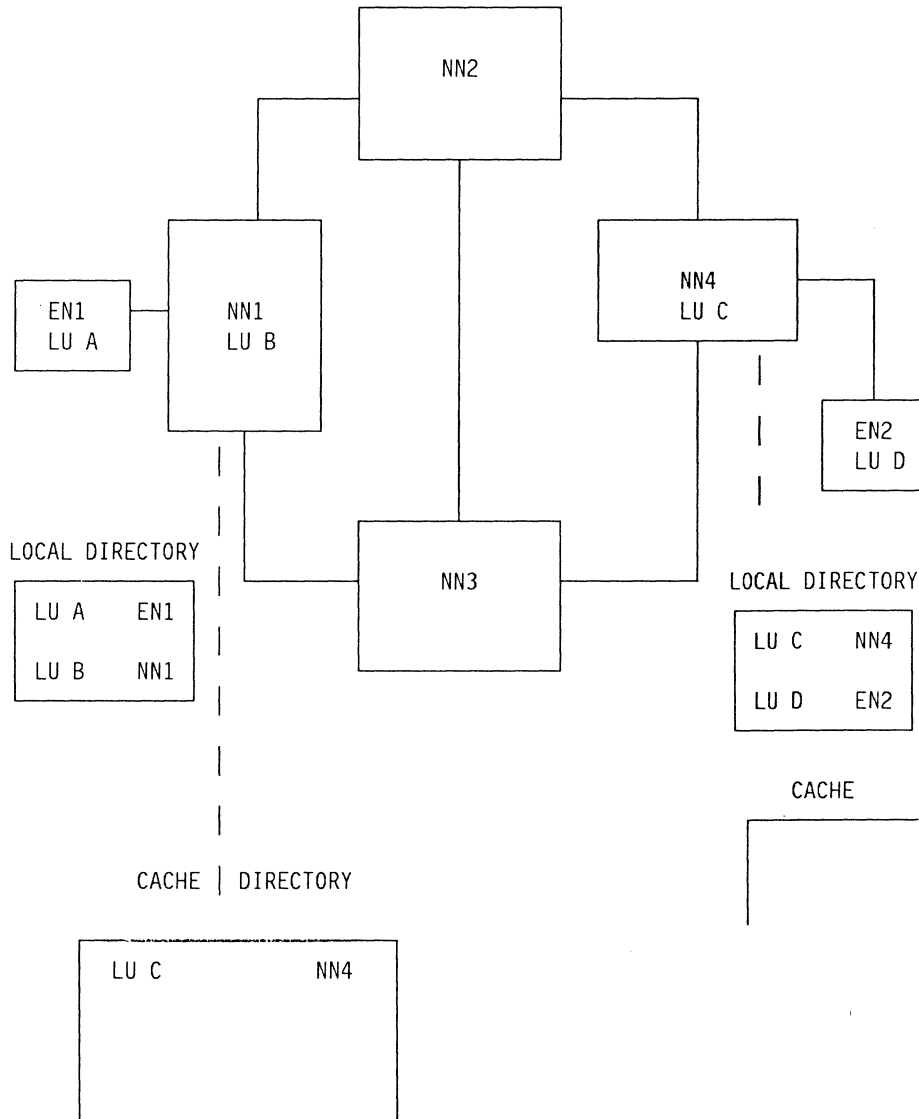 NN2
EN1
LU A
NN1
LU B
NN4
LU C
EN2
LU D
NN3
LOCAL DIRECTORY
LU A EN1
LU B NN1
LOCAL DIRECTORY
LU C NN4
LU D EN2
CACHE
CACHE DIRECTORY
LU C NN4